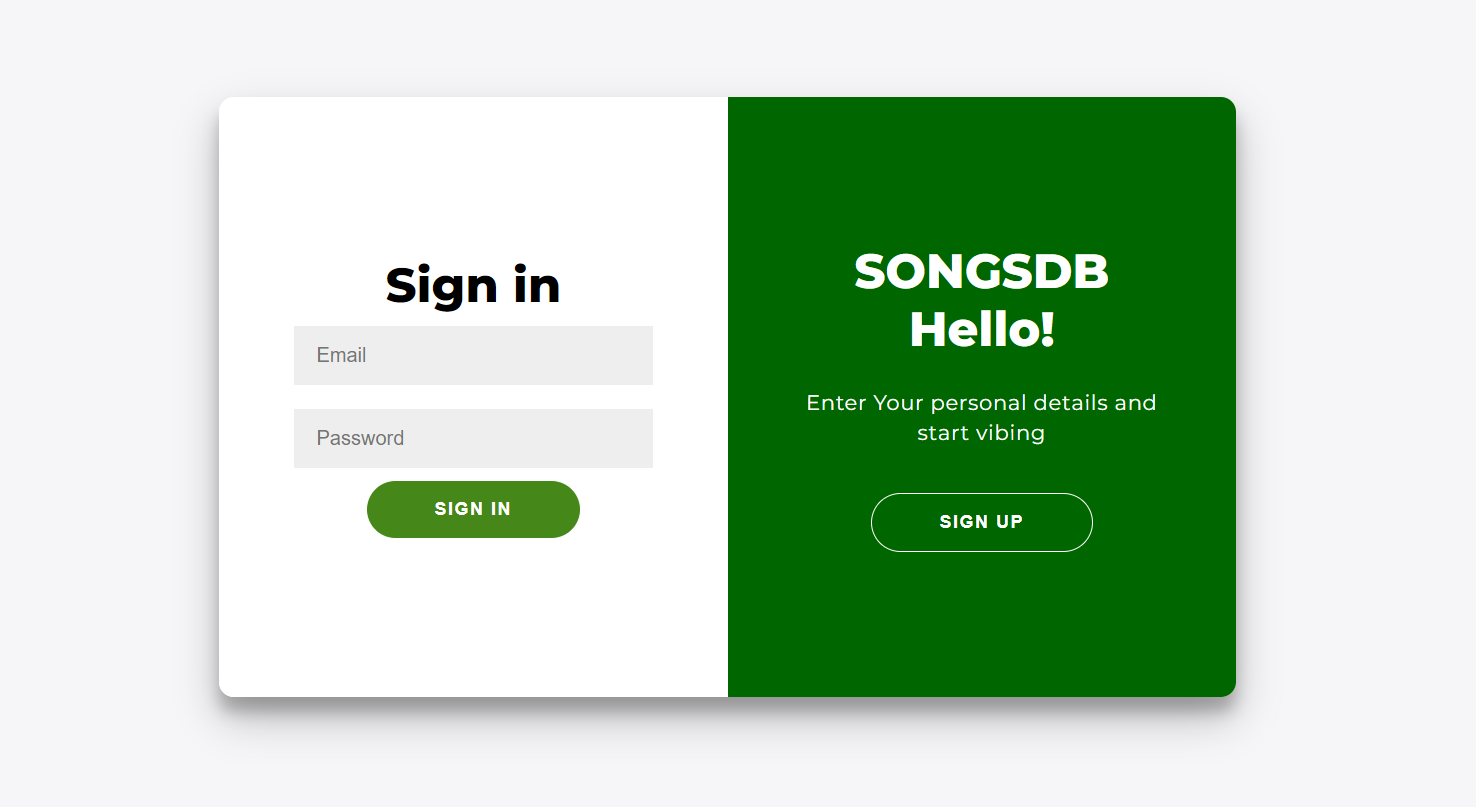 Sign in
Email
Password
SIGN IN
SONGSDB
Hello!
Enter Your personal details and
start vibing
SIGN UP